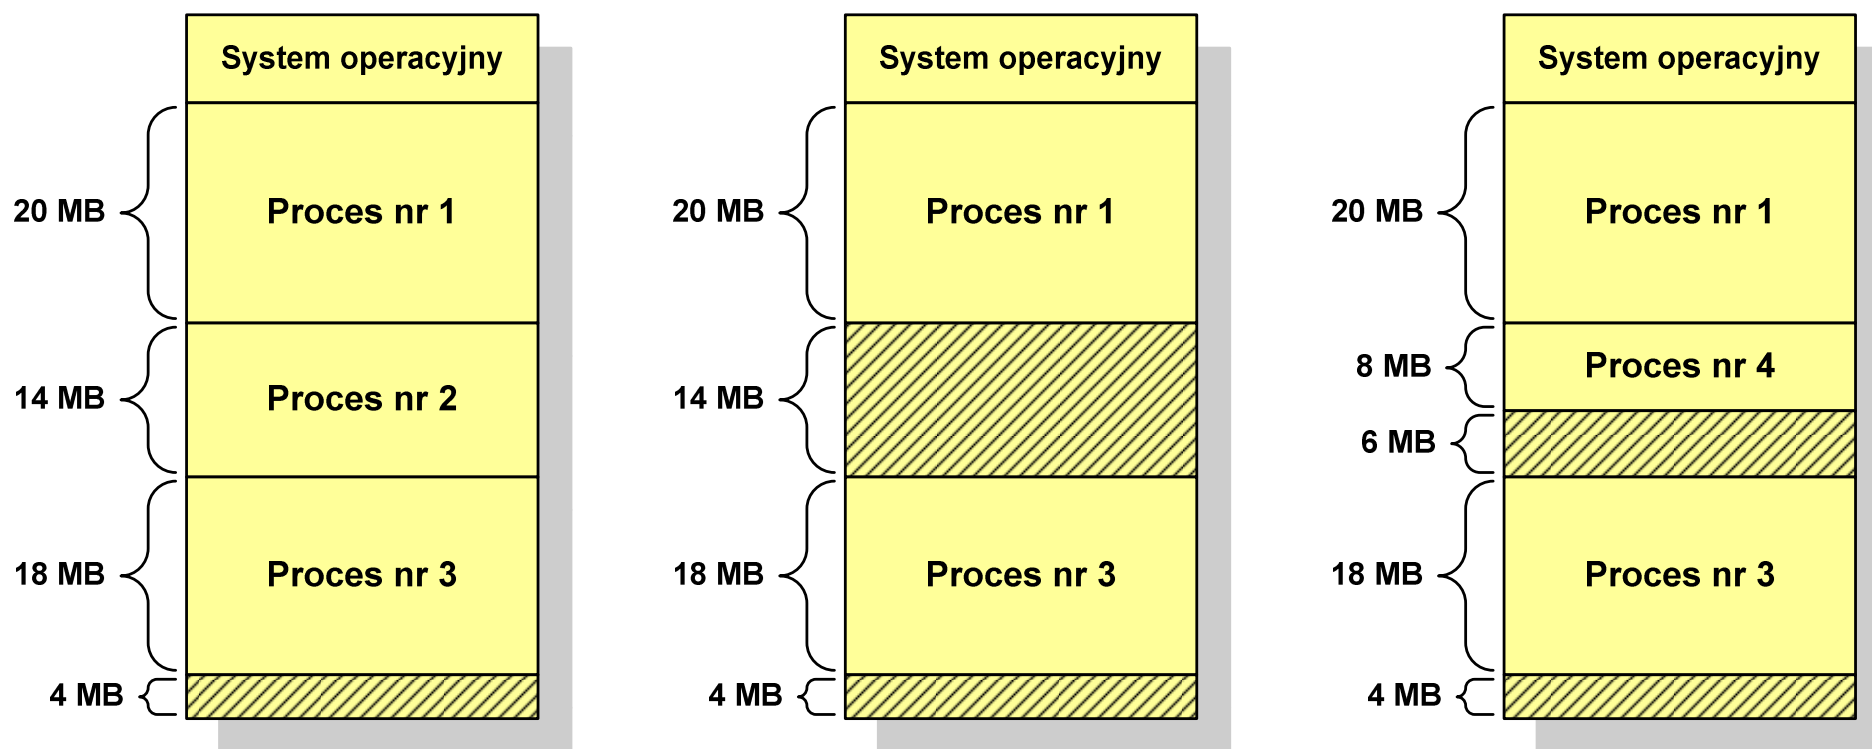 System operacyjny
20 MB
Proces nr 1
14 MB
Proces nr 2
18 MB
Proces nr 3
4 MB
System operacyjny
20 MB
Proces nr 1
14 MB
18 MB
Proces nr 3
4 MB
System operacyjny
20 MB
Proces nr 1
8 MB
Proces nr 4
6 MB
18 MB
Proces nr 3
4 MB